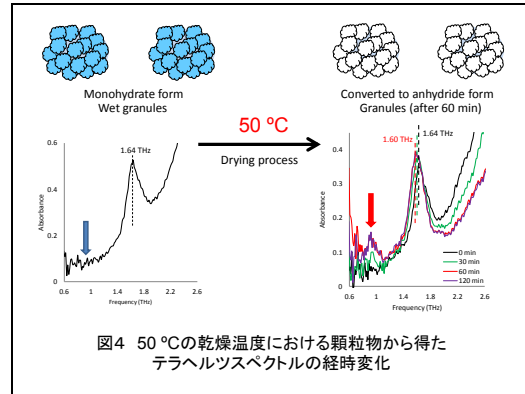 Monohydrate form
Wet granules
50 ºC
Drying process
Converted to anhydride form
Granules (after 60 min)
0.6
0.4
0.2
0
Absorbance
1.64 THz
0.6 1 1.4 1.8 2.2 2.6
Frequency (THz)
1.60 THz
1.64 THz
0.4
0.3
0.2
0.1
0
Absorbance
0 min
30 min
60 min
120 min
0.6 1 1.4 1.8 2.2 2.6
Frequency (THz)
図4 50 ºCの乾燥温度における顆粒物から得た
テラヘルツスペクトルの経時変化